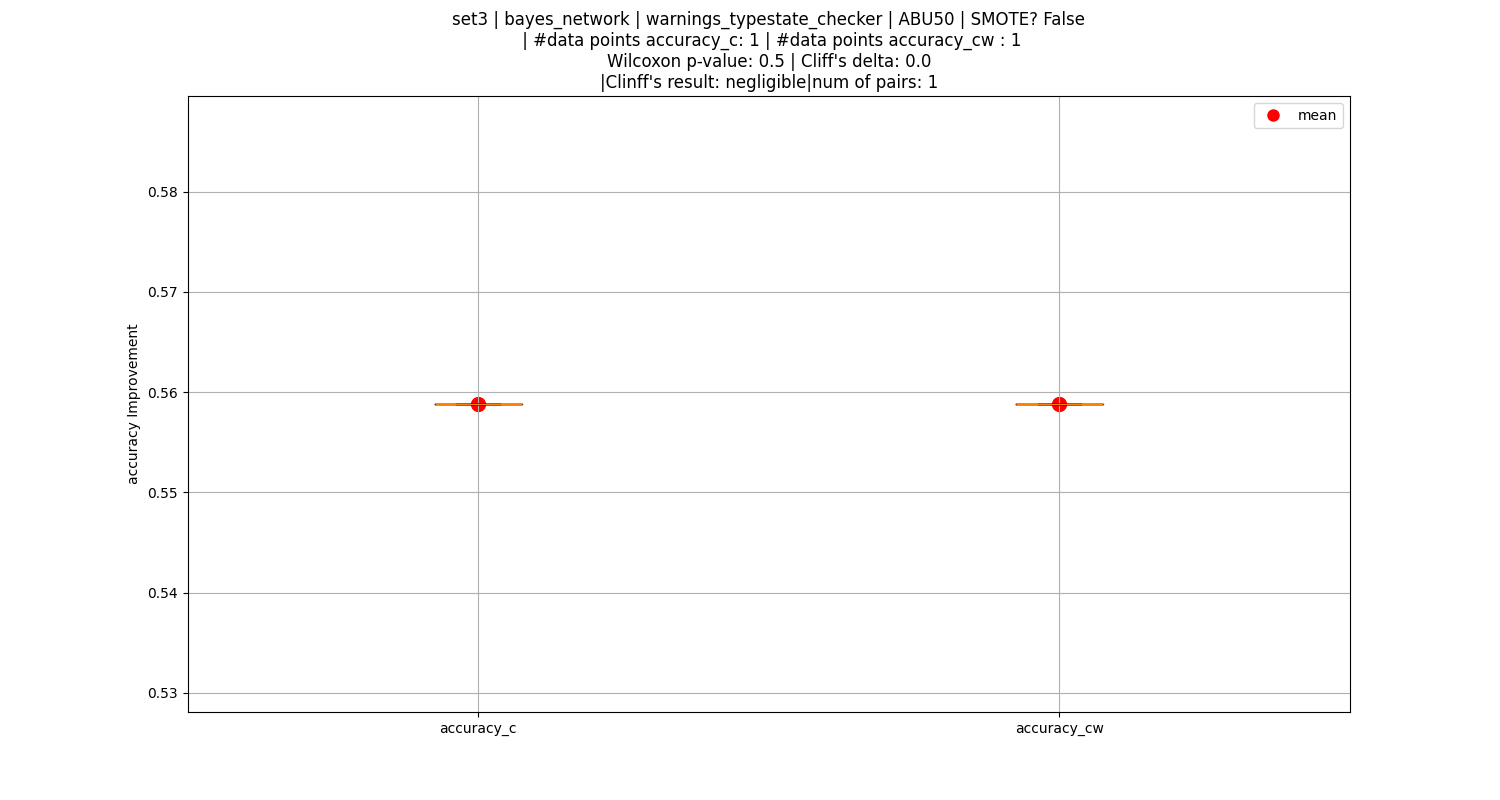 set3 | bayes_network | warnings_typestate_checker | ABU50 | SMOTE? False
| #data points accuracy_c: 1 | #data points accuracy_cw : 1
Wilcoxon p-value: 0.5 | Cliff's delta: 0.0
|Clinff's result: negligible|num of pairs: 1
mean
0.58
0.57
0.56
0.55
0.54
0.53
accuracy Improvement
accuracy_c
accuracy_cw